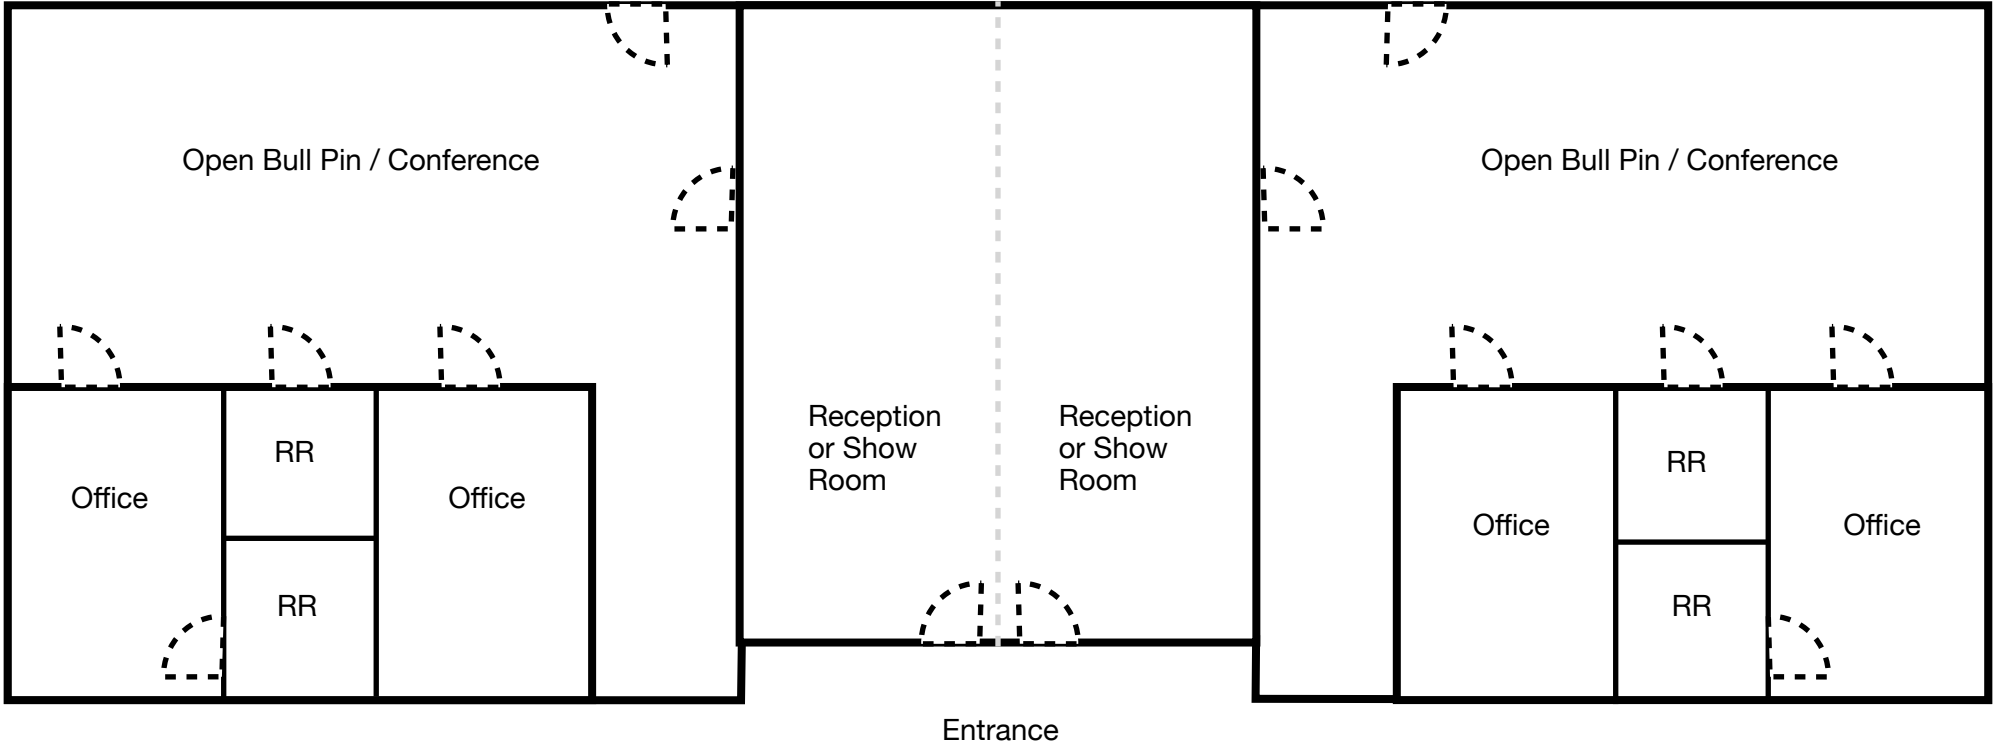 Open Bull Pin / Conference
Open Bull Pin / Conference
Reception
or Show
Room
Reception
or Show
Room
RR
RR
Office
Office
Office
Office
RR
RR
Entrance